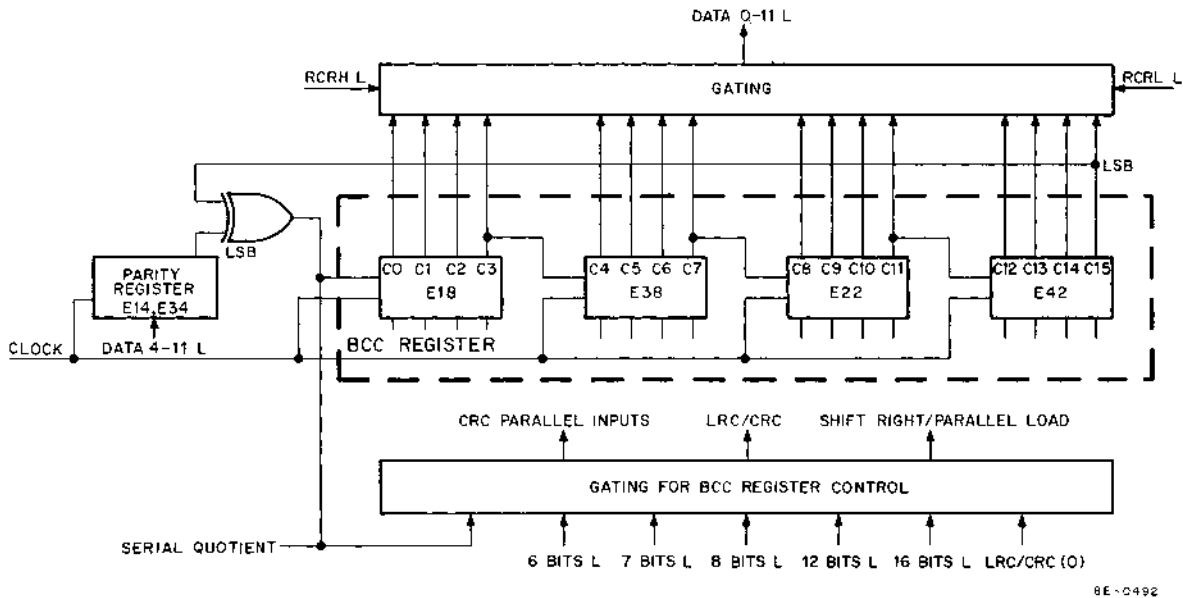 DATA 0-11 L
RCRH L
GATING
RCRL L
LSB
LSB
C0 C1 C2 C3
E18
C4 C5 C6 C7
E38
C8 C9 C10 C11
E22
C12 C13 C14 C15
E42
PARITY
REGISTER
E14,E34
CLOCK
DATA 4-11 L
BCC REGISTER
CRC PARALLEL INPUTS
LRC/CRC
SHIFT RIGHT/PARALLEL LOAD
GATING FOR BCC REGISTER CONTROL
SERIAL QUOTIENT
6 BITS L
7 BITS L
8 BITS L
12 BITS L
16 BITS L
LRC/CRC (0)
8E-0492